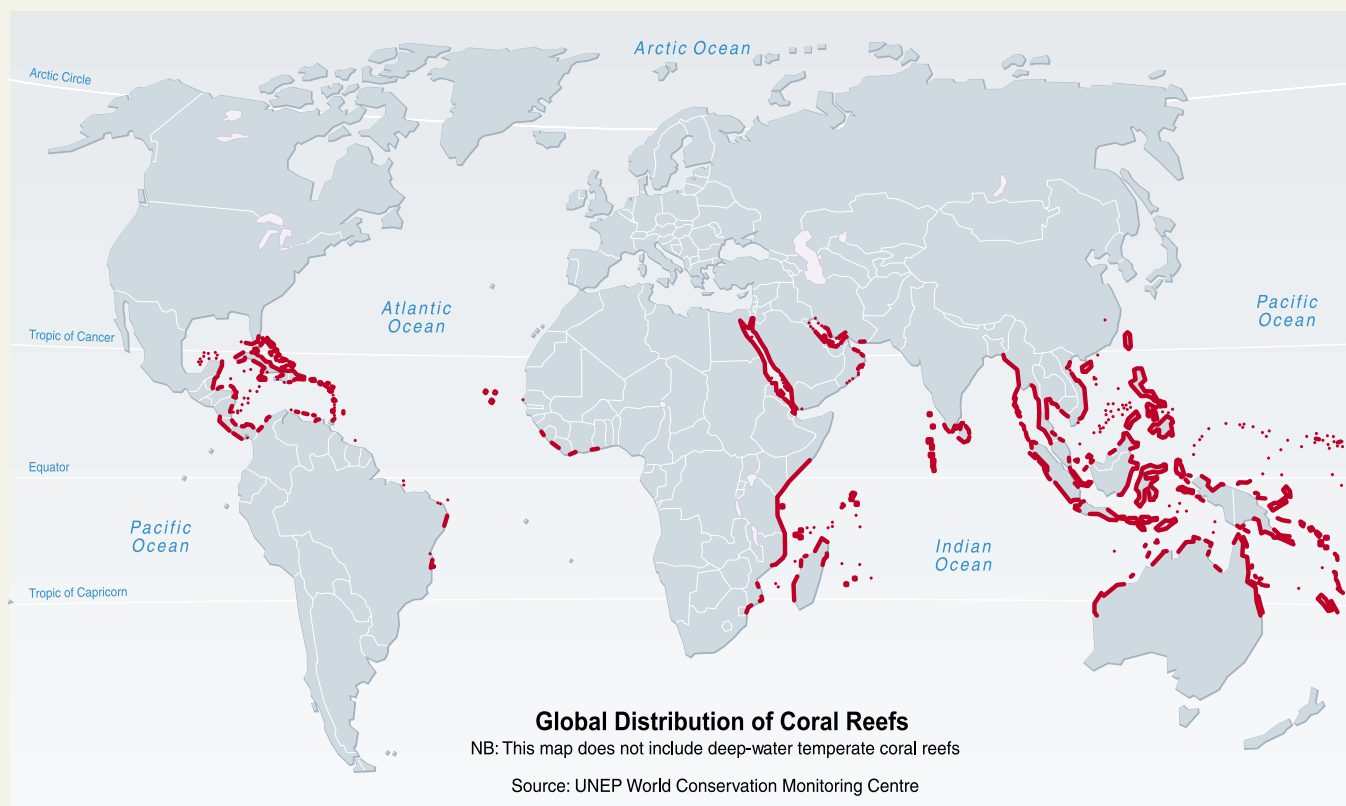 Arctic Ocean
Arctic Circle
Atlantic
Ocean
Pacific
Ocean
Tropic of Cancer
Equator
Pacific
Ocean
Indian
Ocean
Tropic of Capricorn
Global Distribution of Coral Reefs
NB: This map does not include deep-water temperate coral reefs
Source: UNEP World Conservation Monitoring Centre